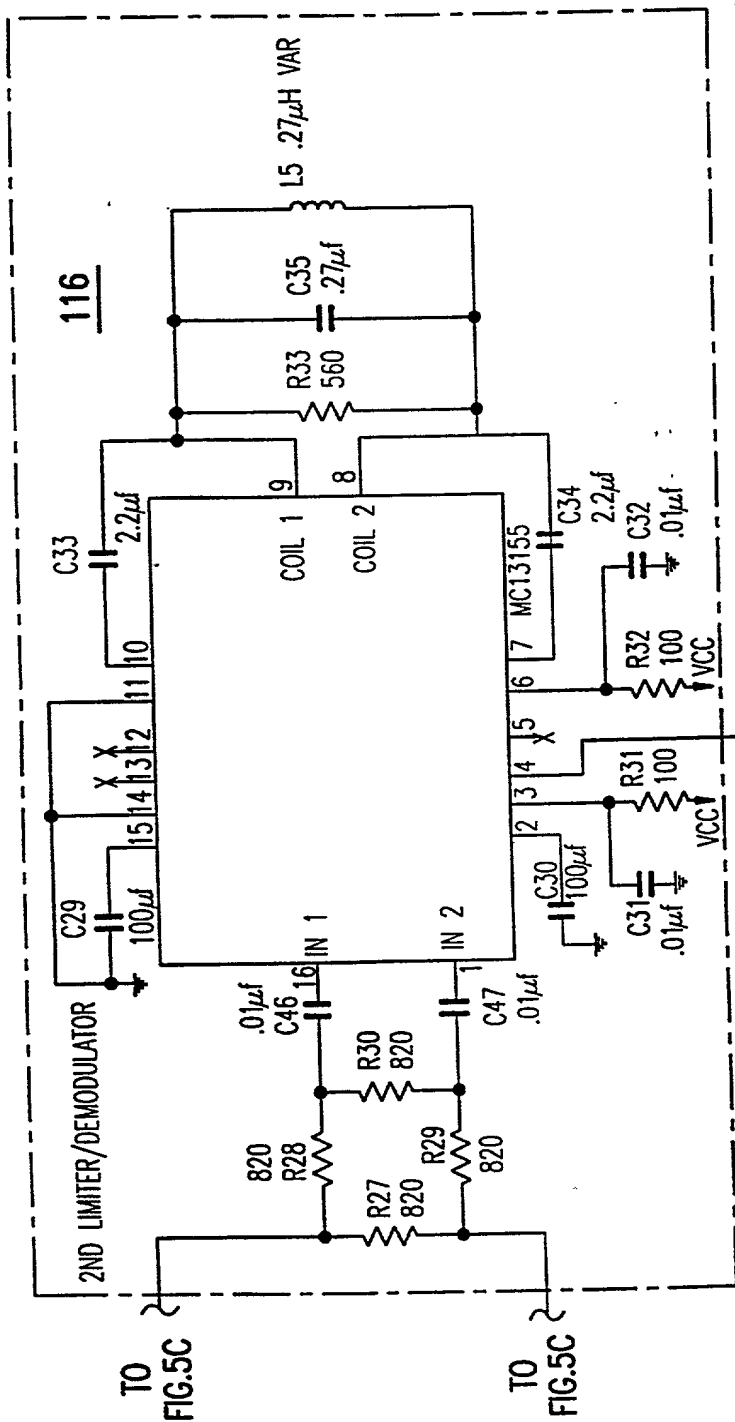 116
2ND LIMITER/DEMODULATOR
C29
100µf
C33
2.2µf
15
14
13
12
11
10
X
X
TO
FIG.5C
820
R28
R27
820
R30
820
R29
820
TO
FIG.5C
.01µf
C46
16
IN 1
1
IN 2
C47
.01µf
COIL 1
9
COIL 2
8
MC13155
R33
560
C35
.27µf
L5 .27µH VAR
2
3
4
5
6
7
X
C30
100µf
C31
.01µf
R31
100
VCC
R32
100
VCC
C32
.01µf
C34
2.2µf